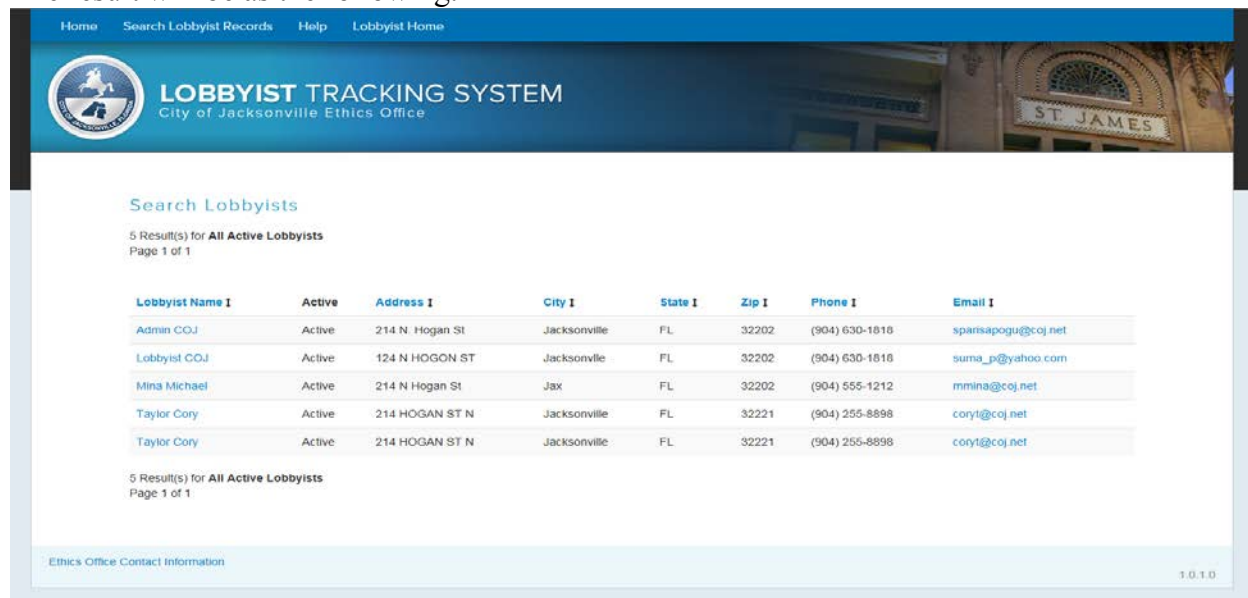 Home Search Lobbyist Records Help Lobbyist Home
LOBBYIST TRACKING SYSTEM
City of Jacksonville Ethics Office
ST. JAMES
Search Lobbyists
5 Result(s) for All Active Lobbyists
Page 1 of 1
Lobbyist Name Active Address City State Zip Phone Email
Admin COJ Active 214 N. Hogan St Jacksonville FL 32202 (904) 630-1818 sparisapogu@coj.net
Lobbyist COJ Active 124 N HOGON ST Jacksonvlle FL 32202 (904) 630-1818 suma_p@yahoo.com
Mina Michael Active 214 N Hogan St Jax FL 32202 (904) 555-1212 mmina@coj.net
Taylor Cory Active 214 HOGAN ST N Jacksonville FL 32221 (904) 255-8898 coryt@coj.net
Taylor Cory Active 214 HOGAN ST N Jacksonville FL 32221 (904) 255-8898 coryt@coj.net
5 Result(s) for All Active Lobbyists
Page 1 of 1
Ethics Office Contact Information
1.0.1.0